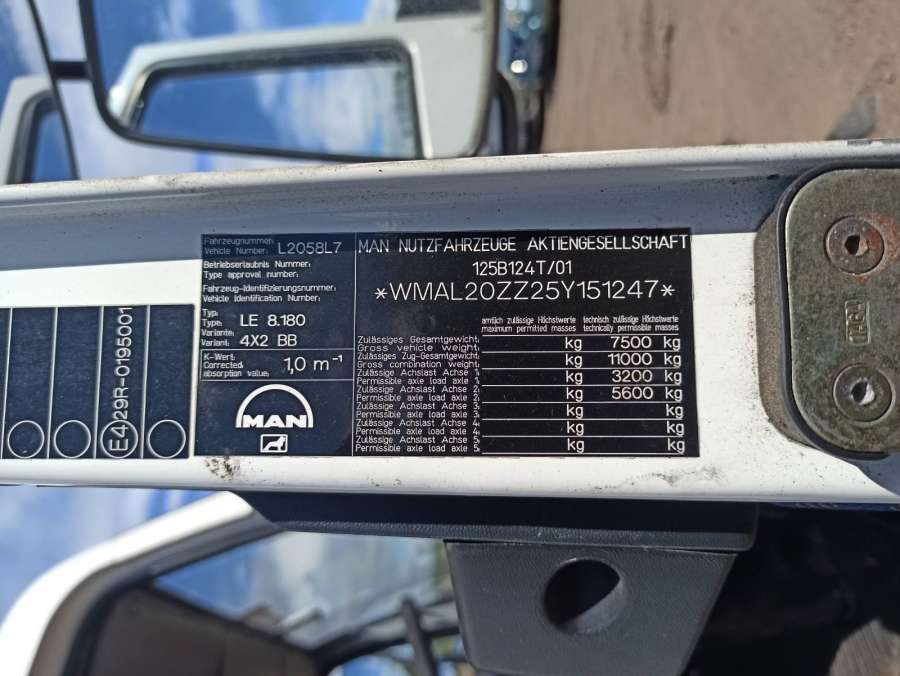 E4 29R-0195001
Fahrzeugnummer:
Vehicle Number: L2058L7
Betriebserlaubnis Nummer:
Type approval number:
Fahrzeug-Identifizierungsnummer:
Vehicle Identification Number:
Typ:
Type: LE 8.180
Variante:
Variant: 4X2 BB
K-Wert:
Corrected absorption value: 1,0 m⁻¹
MAN
MAN NUTZFAHRZEUGE AKTIENGESELLSCHAFT
125B124T/01
*WMAL20ZZ25Y151247*
amtlich zulässige Höchstwerte technisch zulässige Höchstwerte
maximum permitted masses technically permissible masses
Zulässiges Gesamtgewicht:
Gross vehicle weight: kg 7500 kg
Zulässiges Zug-Gesamtgewicht:
Gross combination weight: kg 11000 kg
Zulässige Achslast Achse 1:
Permissible axle load axle 1: kg 3200 kg
Zulässige Achslast Achse 2:
Permissible axle load axle 2: kg 5600 kg
Zulässige Achslast Achse 3:
Permissible axle load axle 3: kg kg
Zulässige Achslast Achse 4:
Permissible axle load axle 4: kg kg
Zulässige Achslast Achse 5:
Permissible axle load axle 5: kg kg